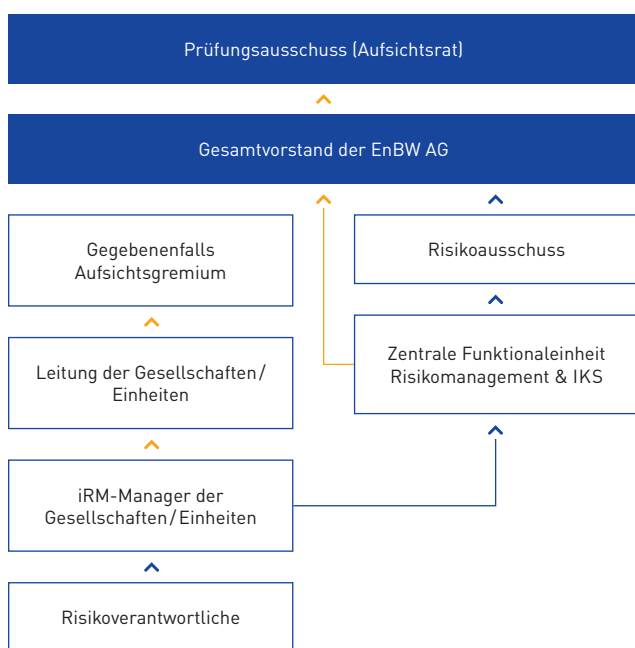 Prüfungsausschuss (Aufsichtsrat)
Gesamtvorstand der EnBW AG
Gegebenenfalls
Aufsichtsgremium
Risikoausschuss
Leitung der Gesellschaften/
Einheiten
Zentrale Funktionaleinheit
Risikomanagement & IKS
iRM-Manager der
Gesellschaften/Einheiten
Risikoverantwortliche